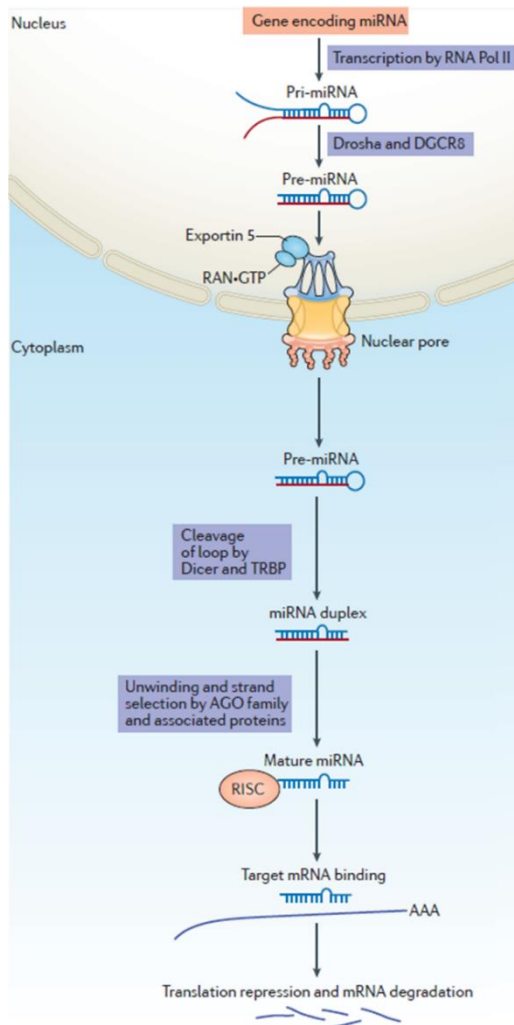 Nucleus
Gene encoding miRNA
Transcription by RNA Pol II
Pri-miRNA
Drosha and DGCR8
Pre-miRNA
Exportin 5
RAN•GTP
Nuclear pore
Cytoplasm
Pre-miRNA
Cleavage
of loop by
Dicer and TRBP
miRNA duplex
Unwinding and strand
selection by AGO family
and associated proteins
Mature miRNA
RISC
Target mRNA binding
AAA
Translation repression and mRNA degradation